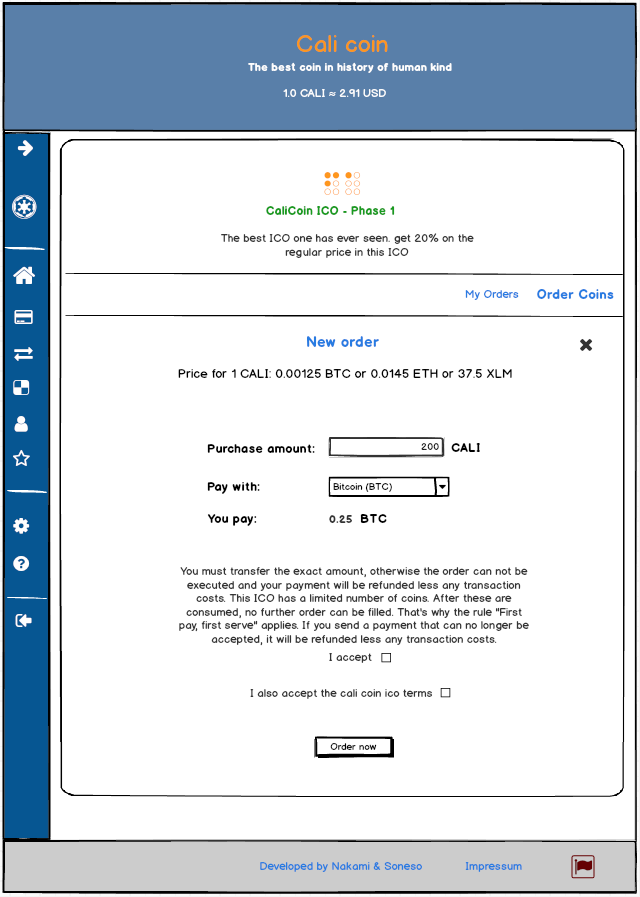 Cali coin
The best coin in history of human kind
1.0 CALI ≈ 2.91 USD
CaliCoin ICO - Phase 1
The best ICO one has ever seen. get 20% on the
regular price in this ICO
My Orders
Order Coins
New order
Price for 1 CALI: 0.00125 BTC or 0.0145 ETH or 37.5 XLM
Purchase amount: 200 CALI
Pay with: Bitcoin (BTC)
You pay: 0.25 BTC
You must transfer the exact amount, otherwise the order can not be
executed and your payment will be refunded less any transaction
costs. This ICO has a limited number of coins. After these are
consumed, no further order can be filled. That's why the rule "First
pay, first serve" applies. If you send a payment that can no longer be
accepted, it will be refunded less any transaction costs.
I accept
I also accept the cali coin ico terms
Order now
Developed by Nakami & Soneso
Impressum